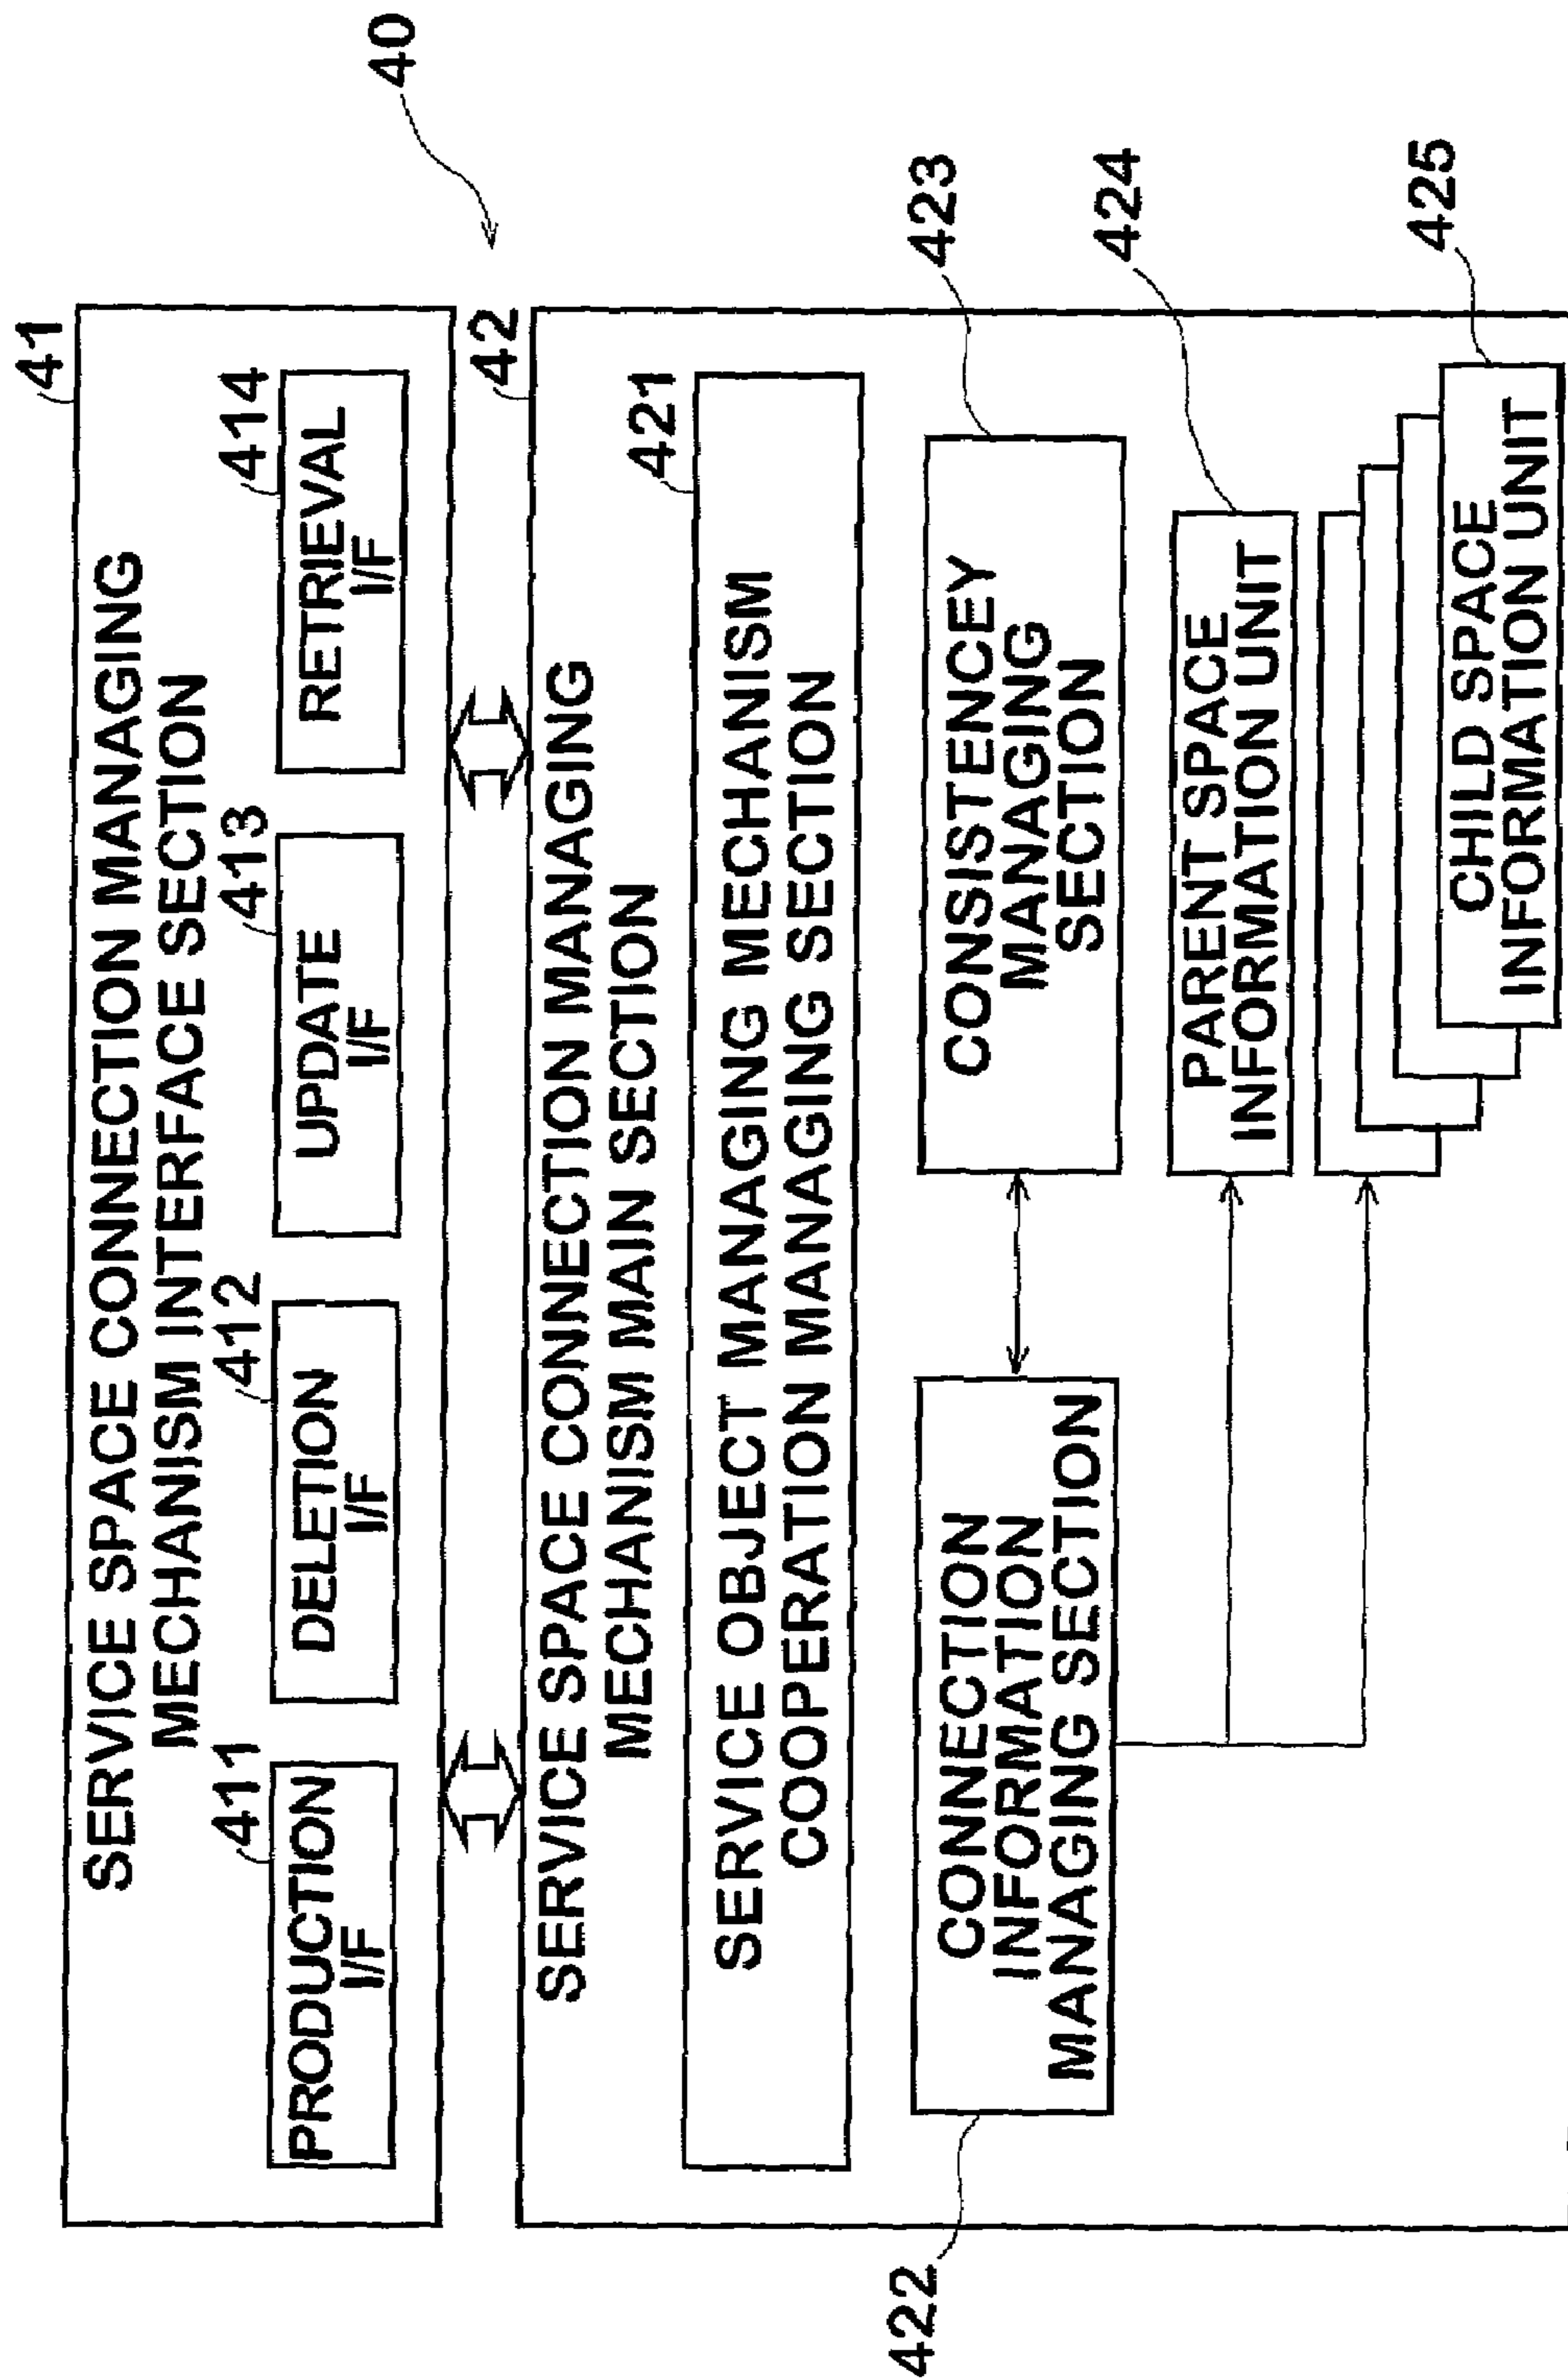 40
41
SERVICE SPACE CONNECTION MANAGING
MECHANISM INTERFACE SECTION
411
412
413
414
PRODUCTION
I/F
DELETION
I/F
UPDATE
I/F
RETRIEVAL
I/F
42
SERVICE SPACE CONNECTION MANAGING
MECHANISM MAIN SECTION
421
SERVICE OBJECT MANAGING MECHANISM
COOPERATION MANAGING SECTION
422
CONNECTION
INFORMATION
MANAGING SECTION
423
CONSISTENCEY
MANAGING
SECTION
424
PARENT SPACE
INFORMATION UNIT
425
CHILD SPACE
INFORMATION UNIT